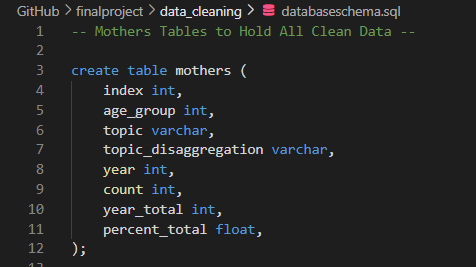 GitHub > finalproject > data_cleaning > databaseschema.sql
1 -- Mothers Tables to Hold All Clean Data --
2
3 create table mothers (
4 index int,
5 age_group int,
6 topic varchar,
7 topic_disaggregation varchar,
8 year int,
9 count int,
10 year_total int,
11 percent_total float,
12 );